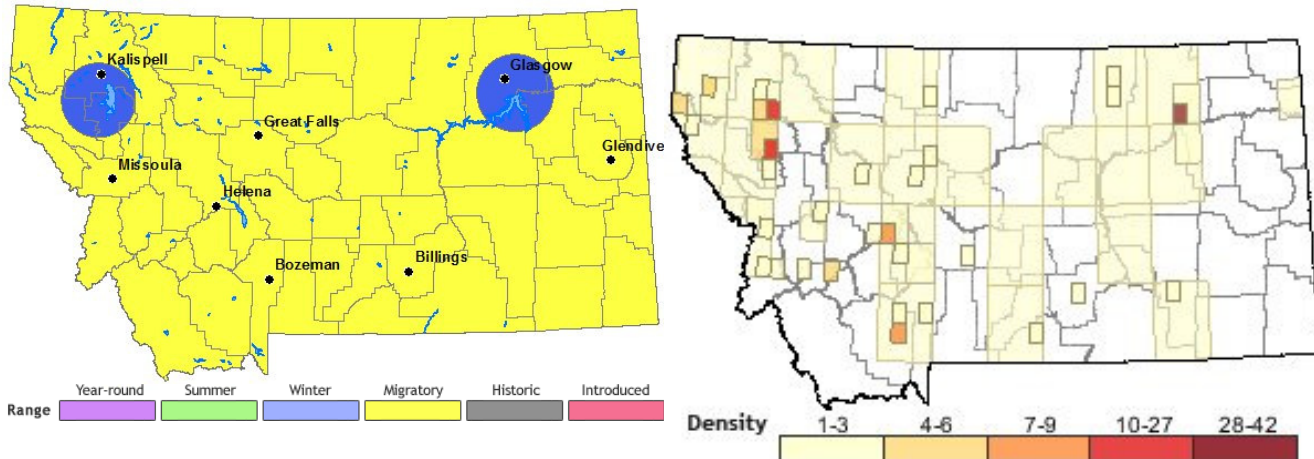 Kalispell
Glasgow
Great Falls
Glendive
Missoula
Helena
Bozeman
Billings
Year-round Summer Winter Migratory Historic Introduced
Range
Density 1-3 4-6 7-9 10-27 28-42